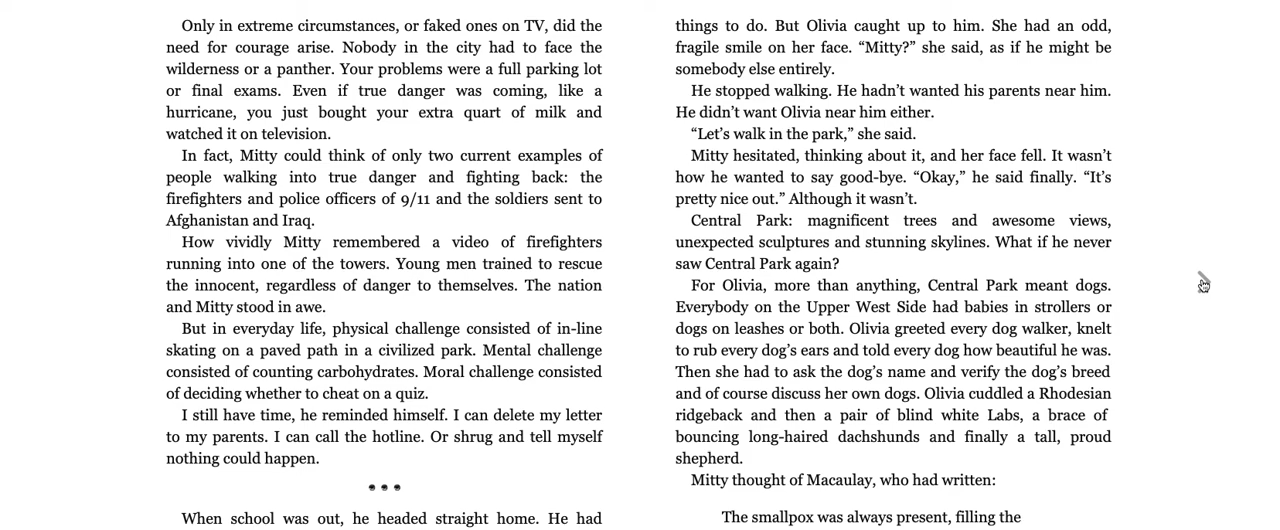 Only in extreme circumstances, or faked ones on TV, did the
need for courage arise. Nobody in the city had to face the
wilderness or a panther. Your problems were a full parking lot
or final exams. Even if true danger was coming, like a
hurricane, you just bought your extra quart of milk and
watched it on television.
In fact, Mitty could think of only two current examples of
people walking into true danger and fighting back: the
firefighters and police officers of 9/11 and the soldiers sent to
Afghanistan and Iraq.
How vividly Mitty remembered a video of firefighters
running into one of the towers. Young men trained to rescue
the innocent, regardless of danger to themselves. The nation
and Mitty stood in awe.
But in everyday life, physical challenge consisted of in-line
skating on a paved path in a civilized park. Mental challenge
consisted of counting carbohydrates. Moral challenge consisted
of deciding whether to cheat on a quiz.
I still have time, he reminded himself. I can delete my letter
to my parents. I can call the hotline. Or shrug and tell myself
nothing could happen.
When school was out, he headed straight home. He had
things to do. But Olivia caught up to him. She had an odd,
fragile smile on her face. “Mitty?” she said, as if he might be
somebody else entirely.
He stopped walking. He hadn’t wanted his parents near him.
He didn’t want Olivia near him either.
“Let’s walk in the park,” she said.
Mitty hesitated, thinking about it, and her face fell. It wasn’t
how he wanted to say good-bye. “Okay,” he said finally. “It’s
pretty nice out.” Although it wasn’t.
Central Park: magnificent trees and awesome views,
unexpected sculptures and stunning skylines. What if he never
saw Central Park again?
For Olivia, more than anything, Central Park meant dogs.
Everybody on the Upper West Side had babies in strollers or
dogs on leashes or both. Olivia greeted every dog walker, knelt
to rub every dog’s ears and told every dog how beautiful he was.
Then she had to ask the dog’s name and verify the dog’s breed
and of course discuss her own dogs. Olivia cuddled a Rhodesian
ridgeback and then a pair of blind white Labs, a brace of
bouncing long-haired dachshunds and finally a tall, proud
shepherd.
Mitty thought of Macaulay, who had written:
The smallpox was always present, filling the